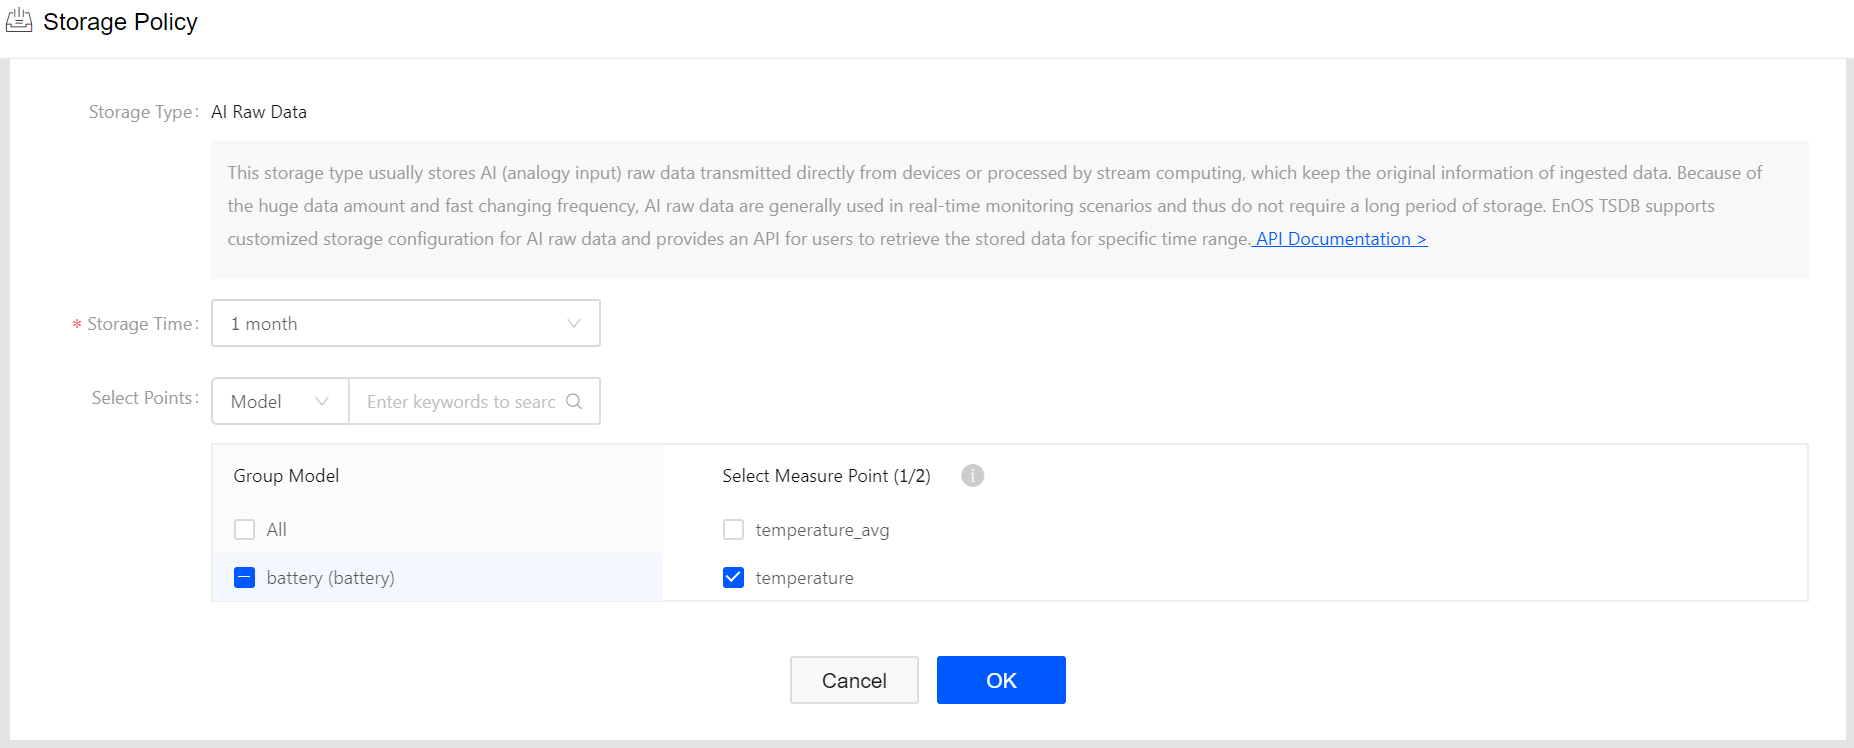 Storage Policy
Storage Type: AI Raw Data
This storage type usually stores AI (analogy input) raw data transmitted directly from devices or processed by stream computing, which keep the original information of ingested data. Because of
the huge data amount and fast changing frequency, AI raw data are generally used in real-time monitoring scenarios and thus do not require a long period of storage. EnOS TSDB supports
customized storage configuration for AI raw data and provides an API for users to retrieve the stored data for specific time range. API Documentation >
* Storage Time: 1 month
Select Points: Model Enter keywords to searc
Group Model Select Measure Point (1/2) i
All temperature_avg
battery (battery) temperature
Cancel OK